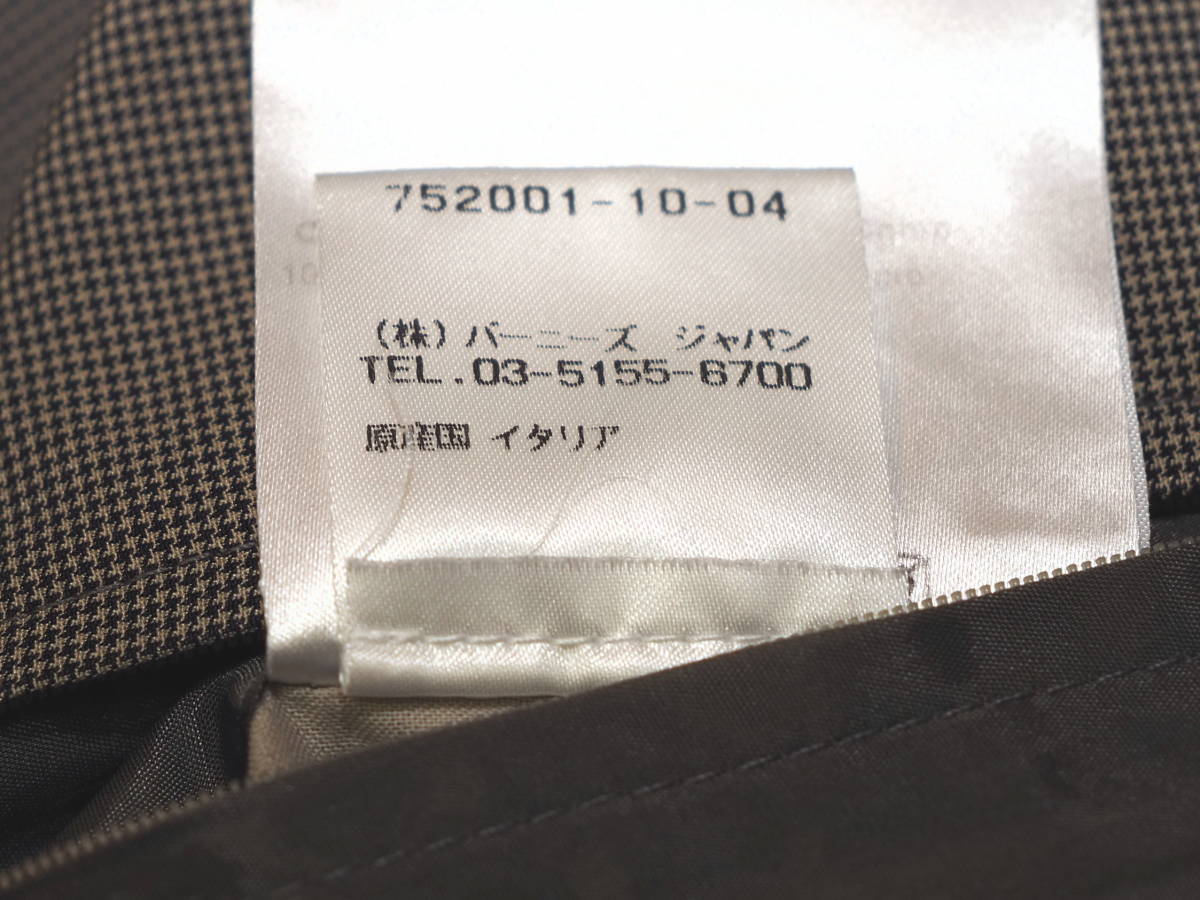 752001-10-04
(株)バーニーズ ジャパン
TEL.03-5155-6700
原産国 イタリア